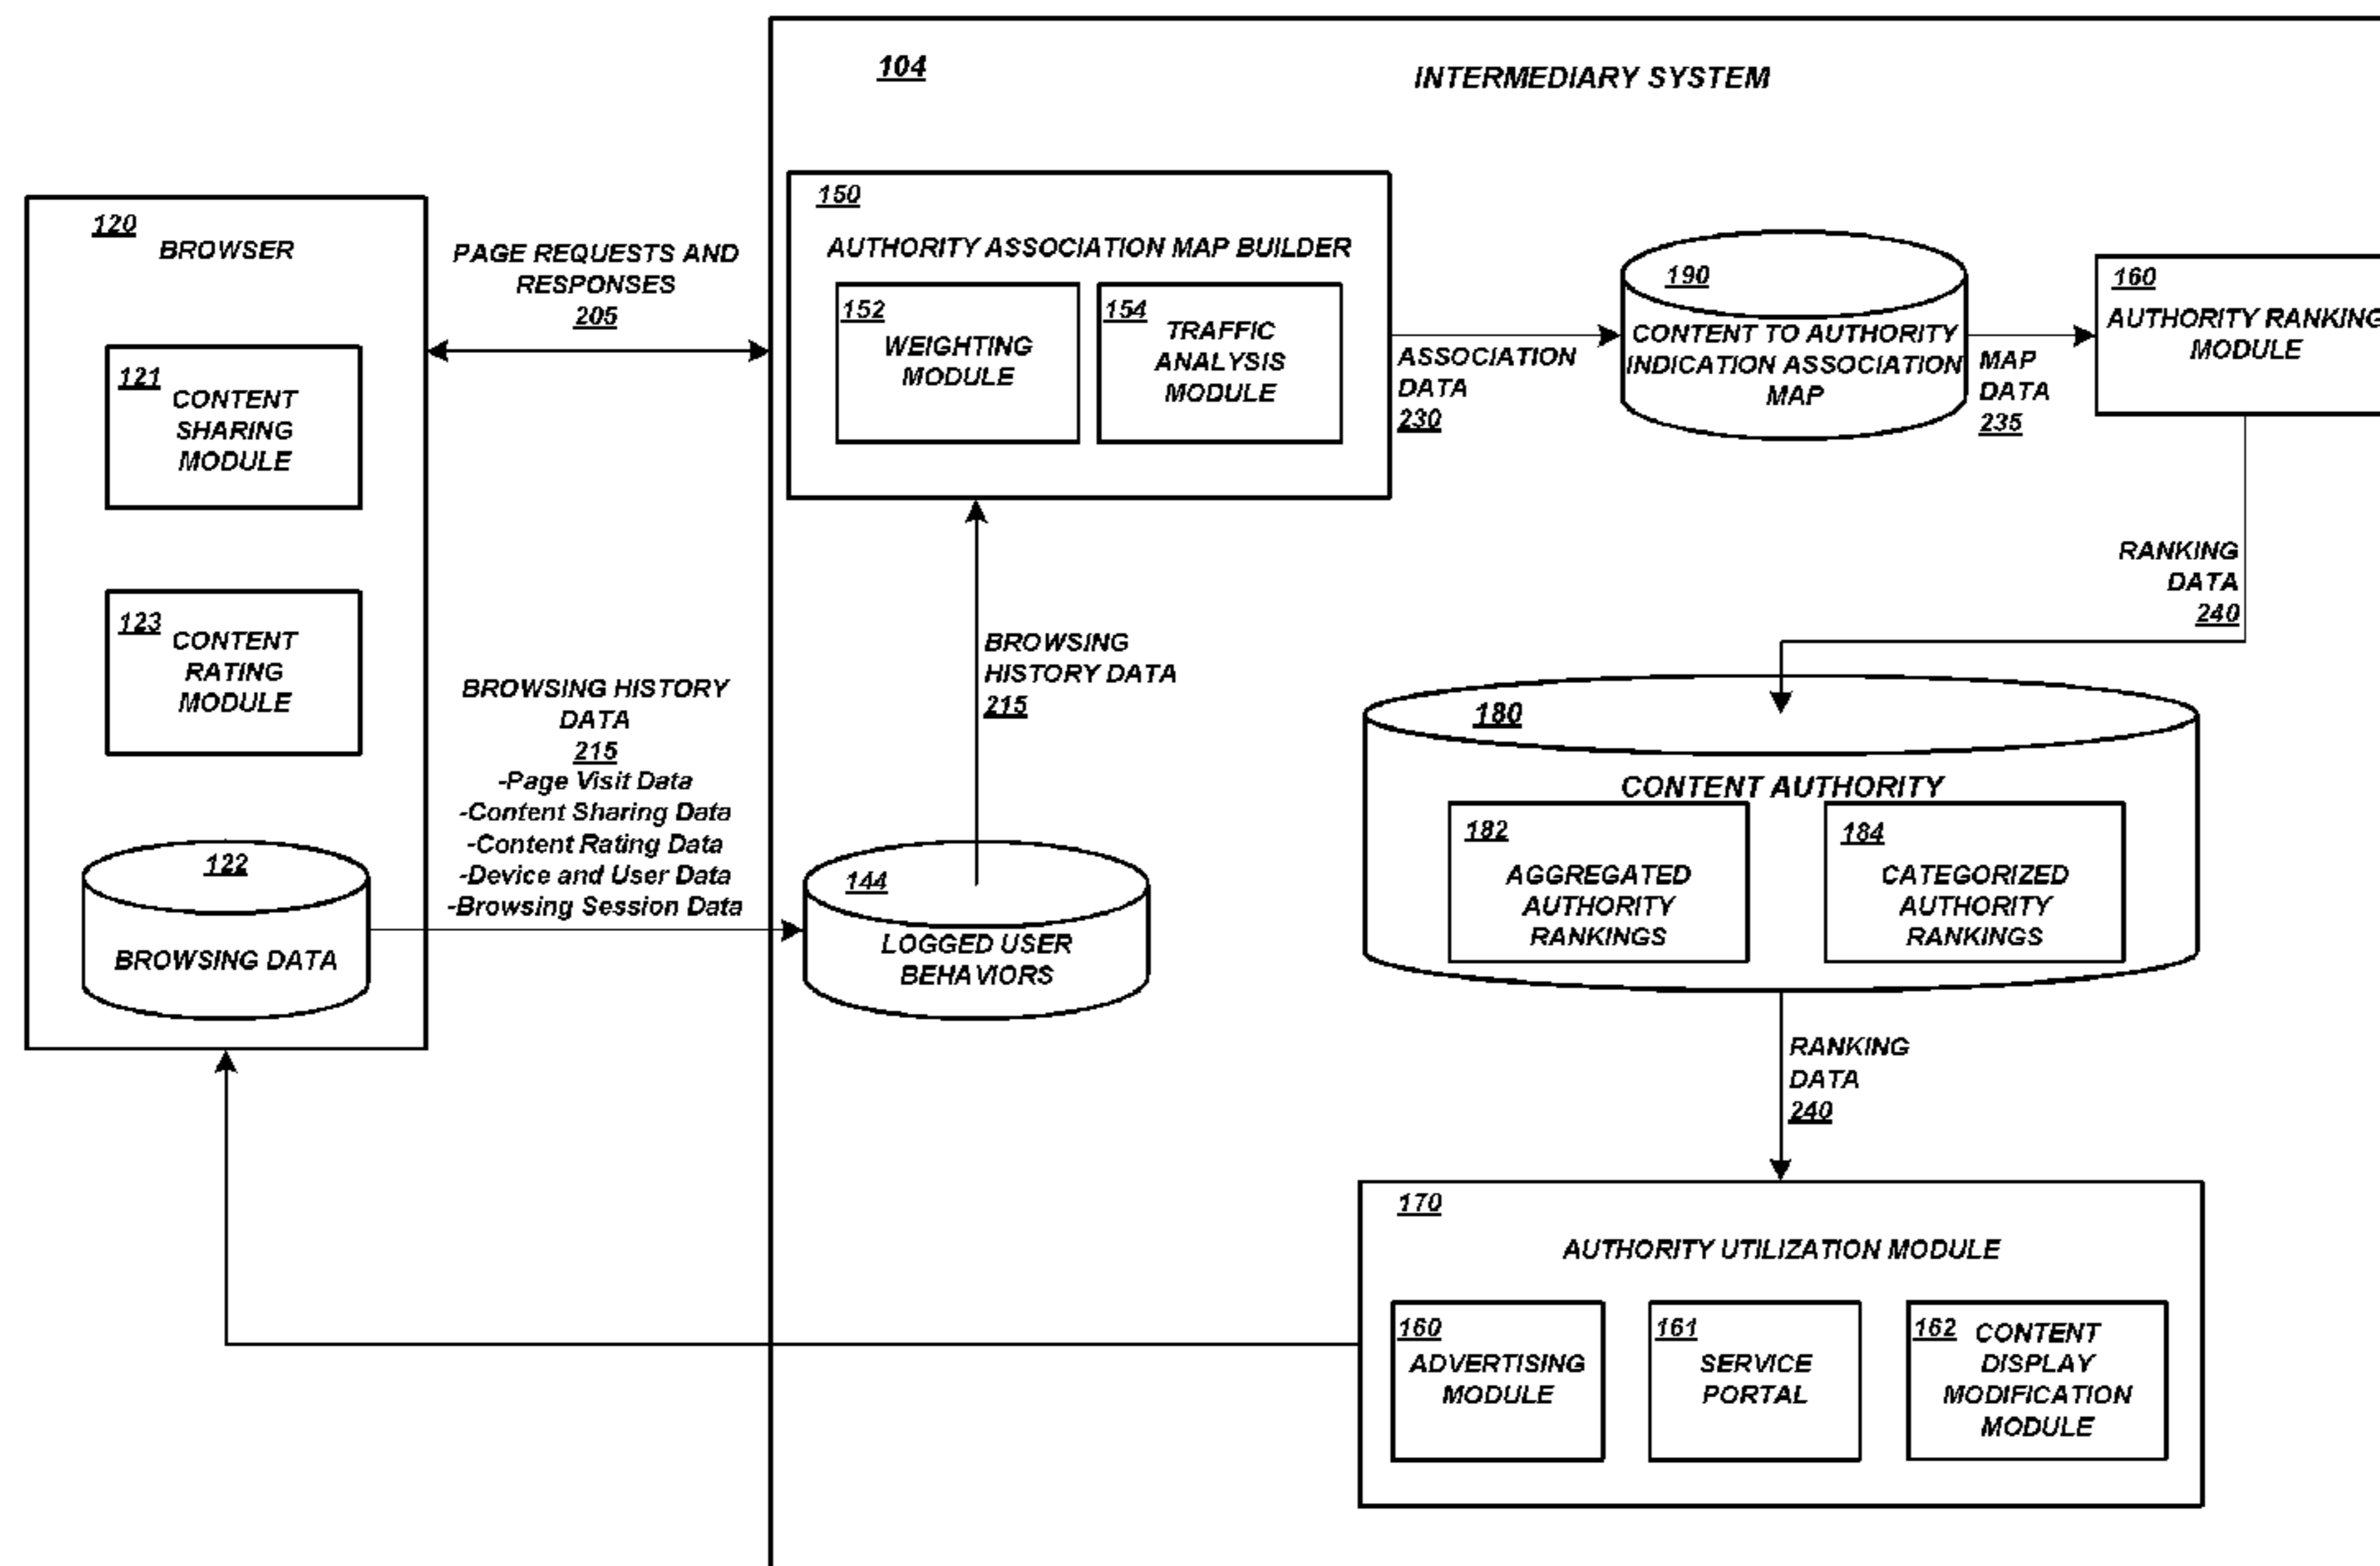 104
INTERMEDIARY SYSTEM
120
BROWSER
121
CONTENT
SHARING
MODULE
123
CONTENT
RATING
MODULE
122
BROWSING DATA
PAGE REQUESTS AND
RESPONSES
205
BROWSING HISTORY
DATA
215
-Page Visit Data
-Content Sharing Data
-Content Rating Data
-Device and User Data
-Browsing Session Data
150
AUTHORITY ASSOCIATION MAP BUILDER
152
WEIGHTING
MODULE
154
TRAFFIC
ANALYSIS
MODULE
BROWSING
HISTORY DATA
215
144
LOGGED USER
BEHAVIORS
ASSOCIATION
DATA
230
190
CONTENT TO AUTHORITY
INDICATION ASSOCIATION
MAP
MAP
DATA
235
160
AUTHORITY RANKING
MODULE
RANKING
DATA
240
180
CONTENT AUTHORITY
182
AGGREGATED
AUTHORITY
RANKINGS
184
CATEGORIZED
AUTHORITY
RANKINGS
RANKING
DATA
240
170
AUTHORITY UTILIZATION MODULE
160
ADVERTISING
MODULE
161
SERVICE
PORTAL
162 CONTENT
DISPLAY
MODIFICATION
MODULE